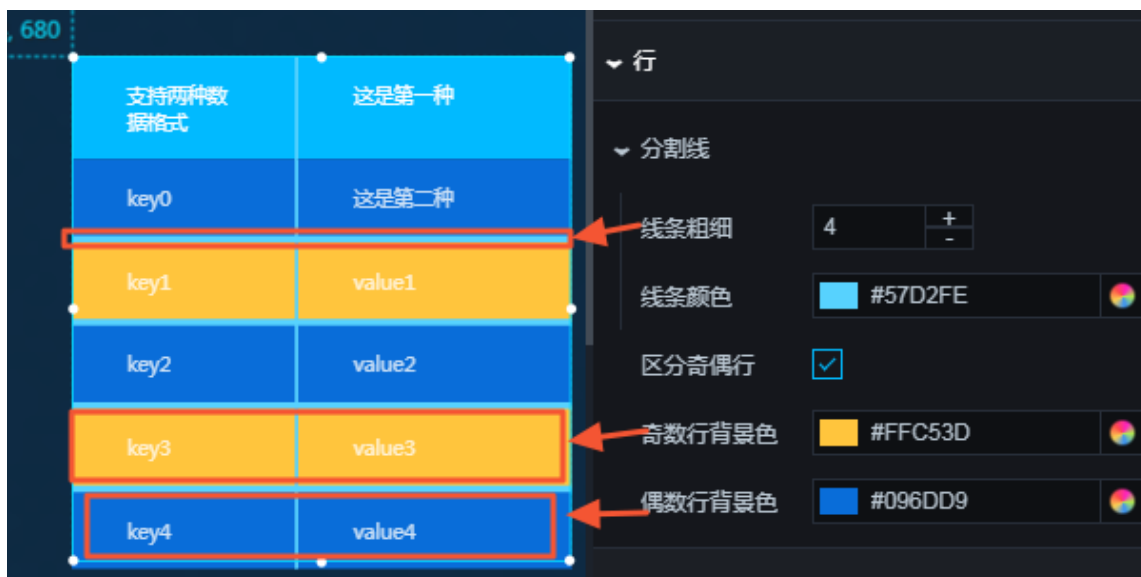 , 680
支持两种数
据格式
这是第一种
key0
这是第二种
key1
value1
key2
value2
key3
value3
key4
value4
行
分割线
线条粗细
4
+
-
线条颜色
#57D2FE
区分奇偶行
奇数行背景色
#FFC53D
偶数行背景色
#096DD9